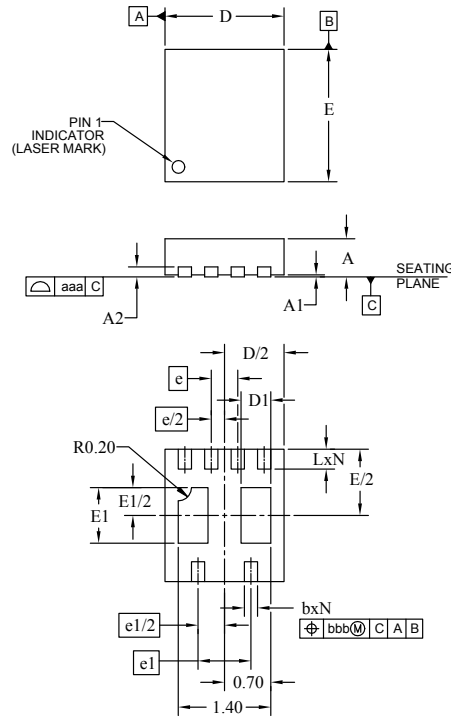 A
D
B
E
PIN 1
INDICATOR
(LASER MARK)
A
SEATING
PLANE
aaa C
A2
A1
C
D/2
e
D1
e/2
R0.20
LxN
E/2
E1/2
E1
bxN
e1/2
⌖ bbbⓂ C A B
e1
0.70
1.40